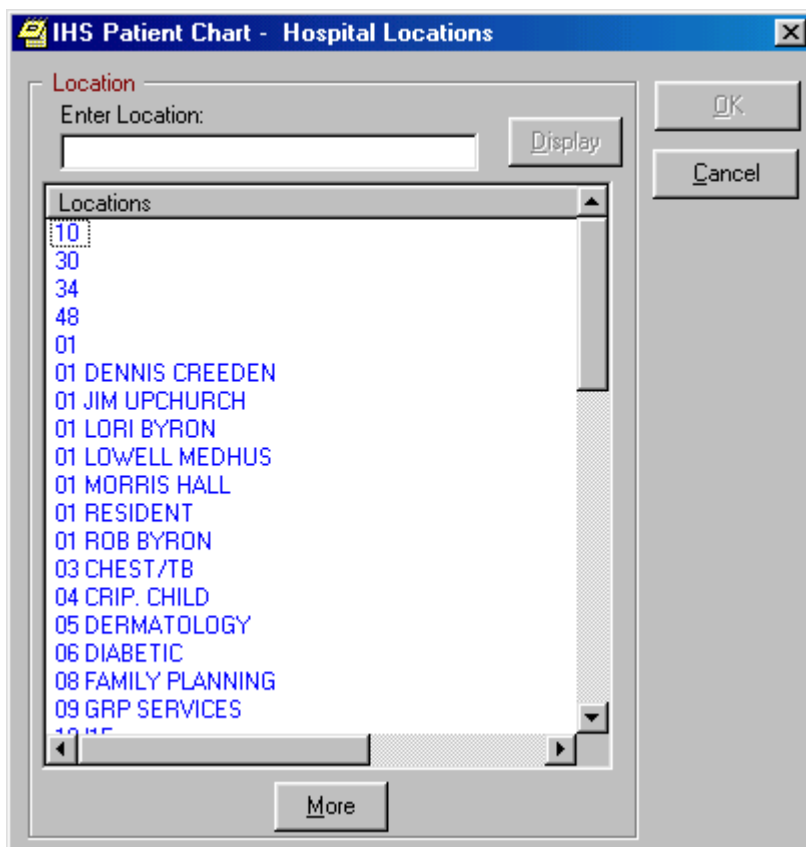 IHS Patient Chart - Hospital Locations
Location
Enter Location:
Display
OK
Cancel
Locations
10
30
34
48
01
01 DENNIS CREEDEN
01 JIM UPCHURCH
01 LORI BYRON
01 LOWELL MEDHUS
01 MORRIS HALL
01 RESIDENT
01 ROB BYRON
03 CHEST/TB
04 CRIP. CHILD
05 DERMATOLOGY
06 DIABETIC
08 FAMILY PLANNING
09 GRP SERVICES
More